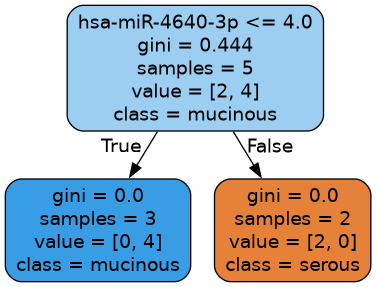 hsa-miR-4640-3p <= 4.0
gini = 0.444
samples = 5
value = [2, 4]
class = mucinous
True
False
gini = 0.0
samples = 3
value = [0, 4]
class = mucinous
gini = 0.0
samples = 2
value = [2, 0]
class = serous